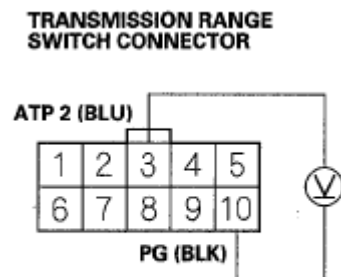 TRANSMISSION RANGE
SWITCH CONNECTOR
ATP 2 (BLU)
1 2 3 4 5
V
6 7 8 9 10
PG (BLK)